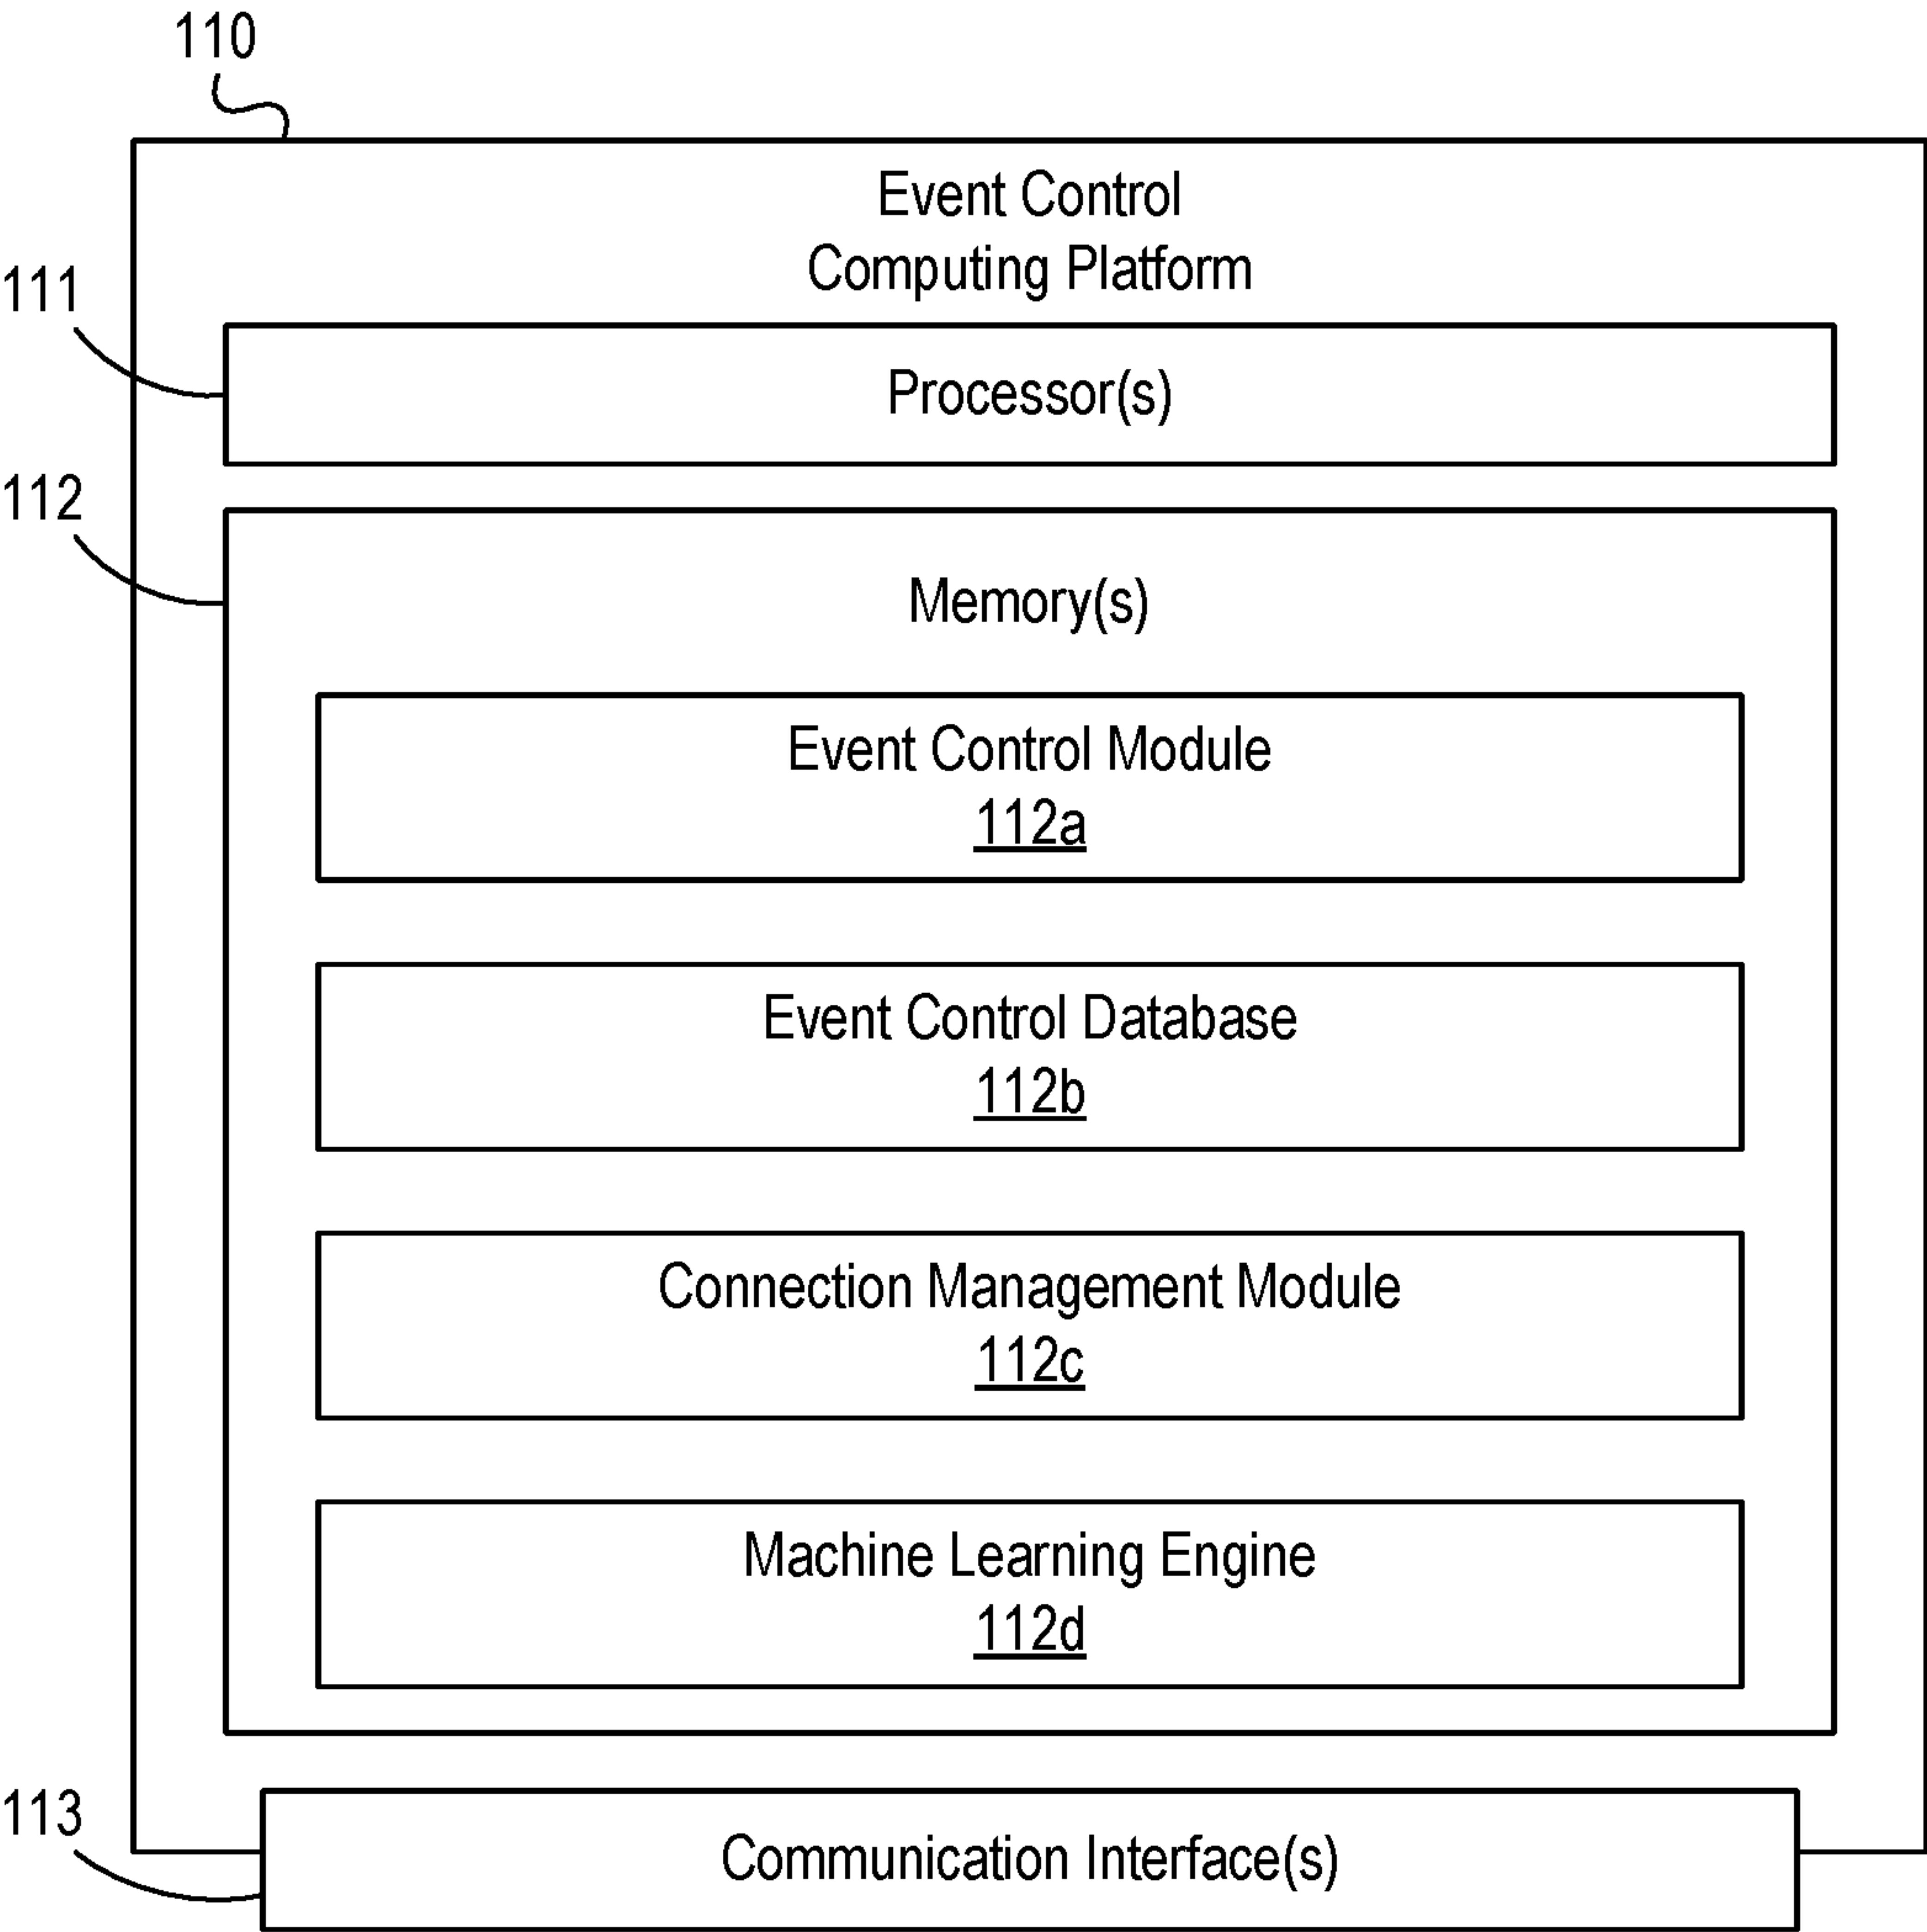 110
Event Control
Computing Platform
111
Processor(s)
112
Memory(s)
Event Control Module
112a
Event Control Database
112b
Connection Management Module
112c
Machine Learning Engine
112d
113
Communication Interface(s)